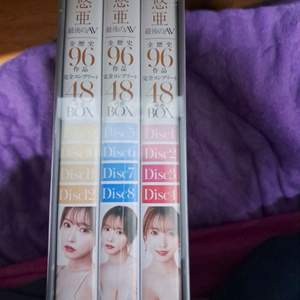 悠亜
最後のAV
全歴史
96
作品
完全コンプリート
48
BOX
Disc10
Disc11
Disc12
悠亜
最後のAV
全歴史
96
作品
完全コンプリート
48
BOX
Disc5
Disc6
Disc7
Disc8
悠亜
最後のAV
全歴史
96
作品
完全コンプリート
48
BOX
Disc1
Disc2
Disc3
Disc4